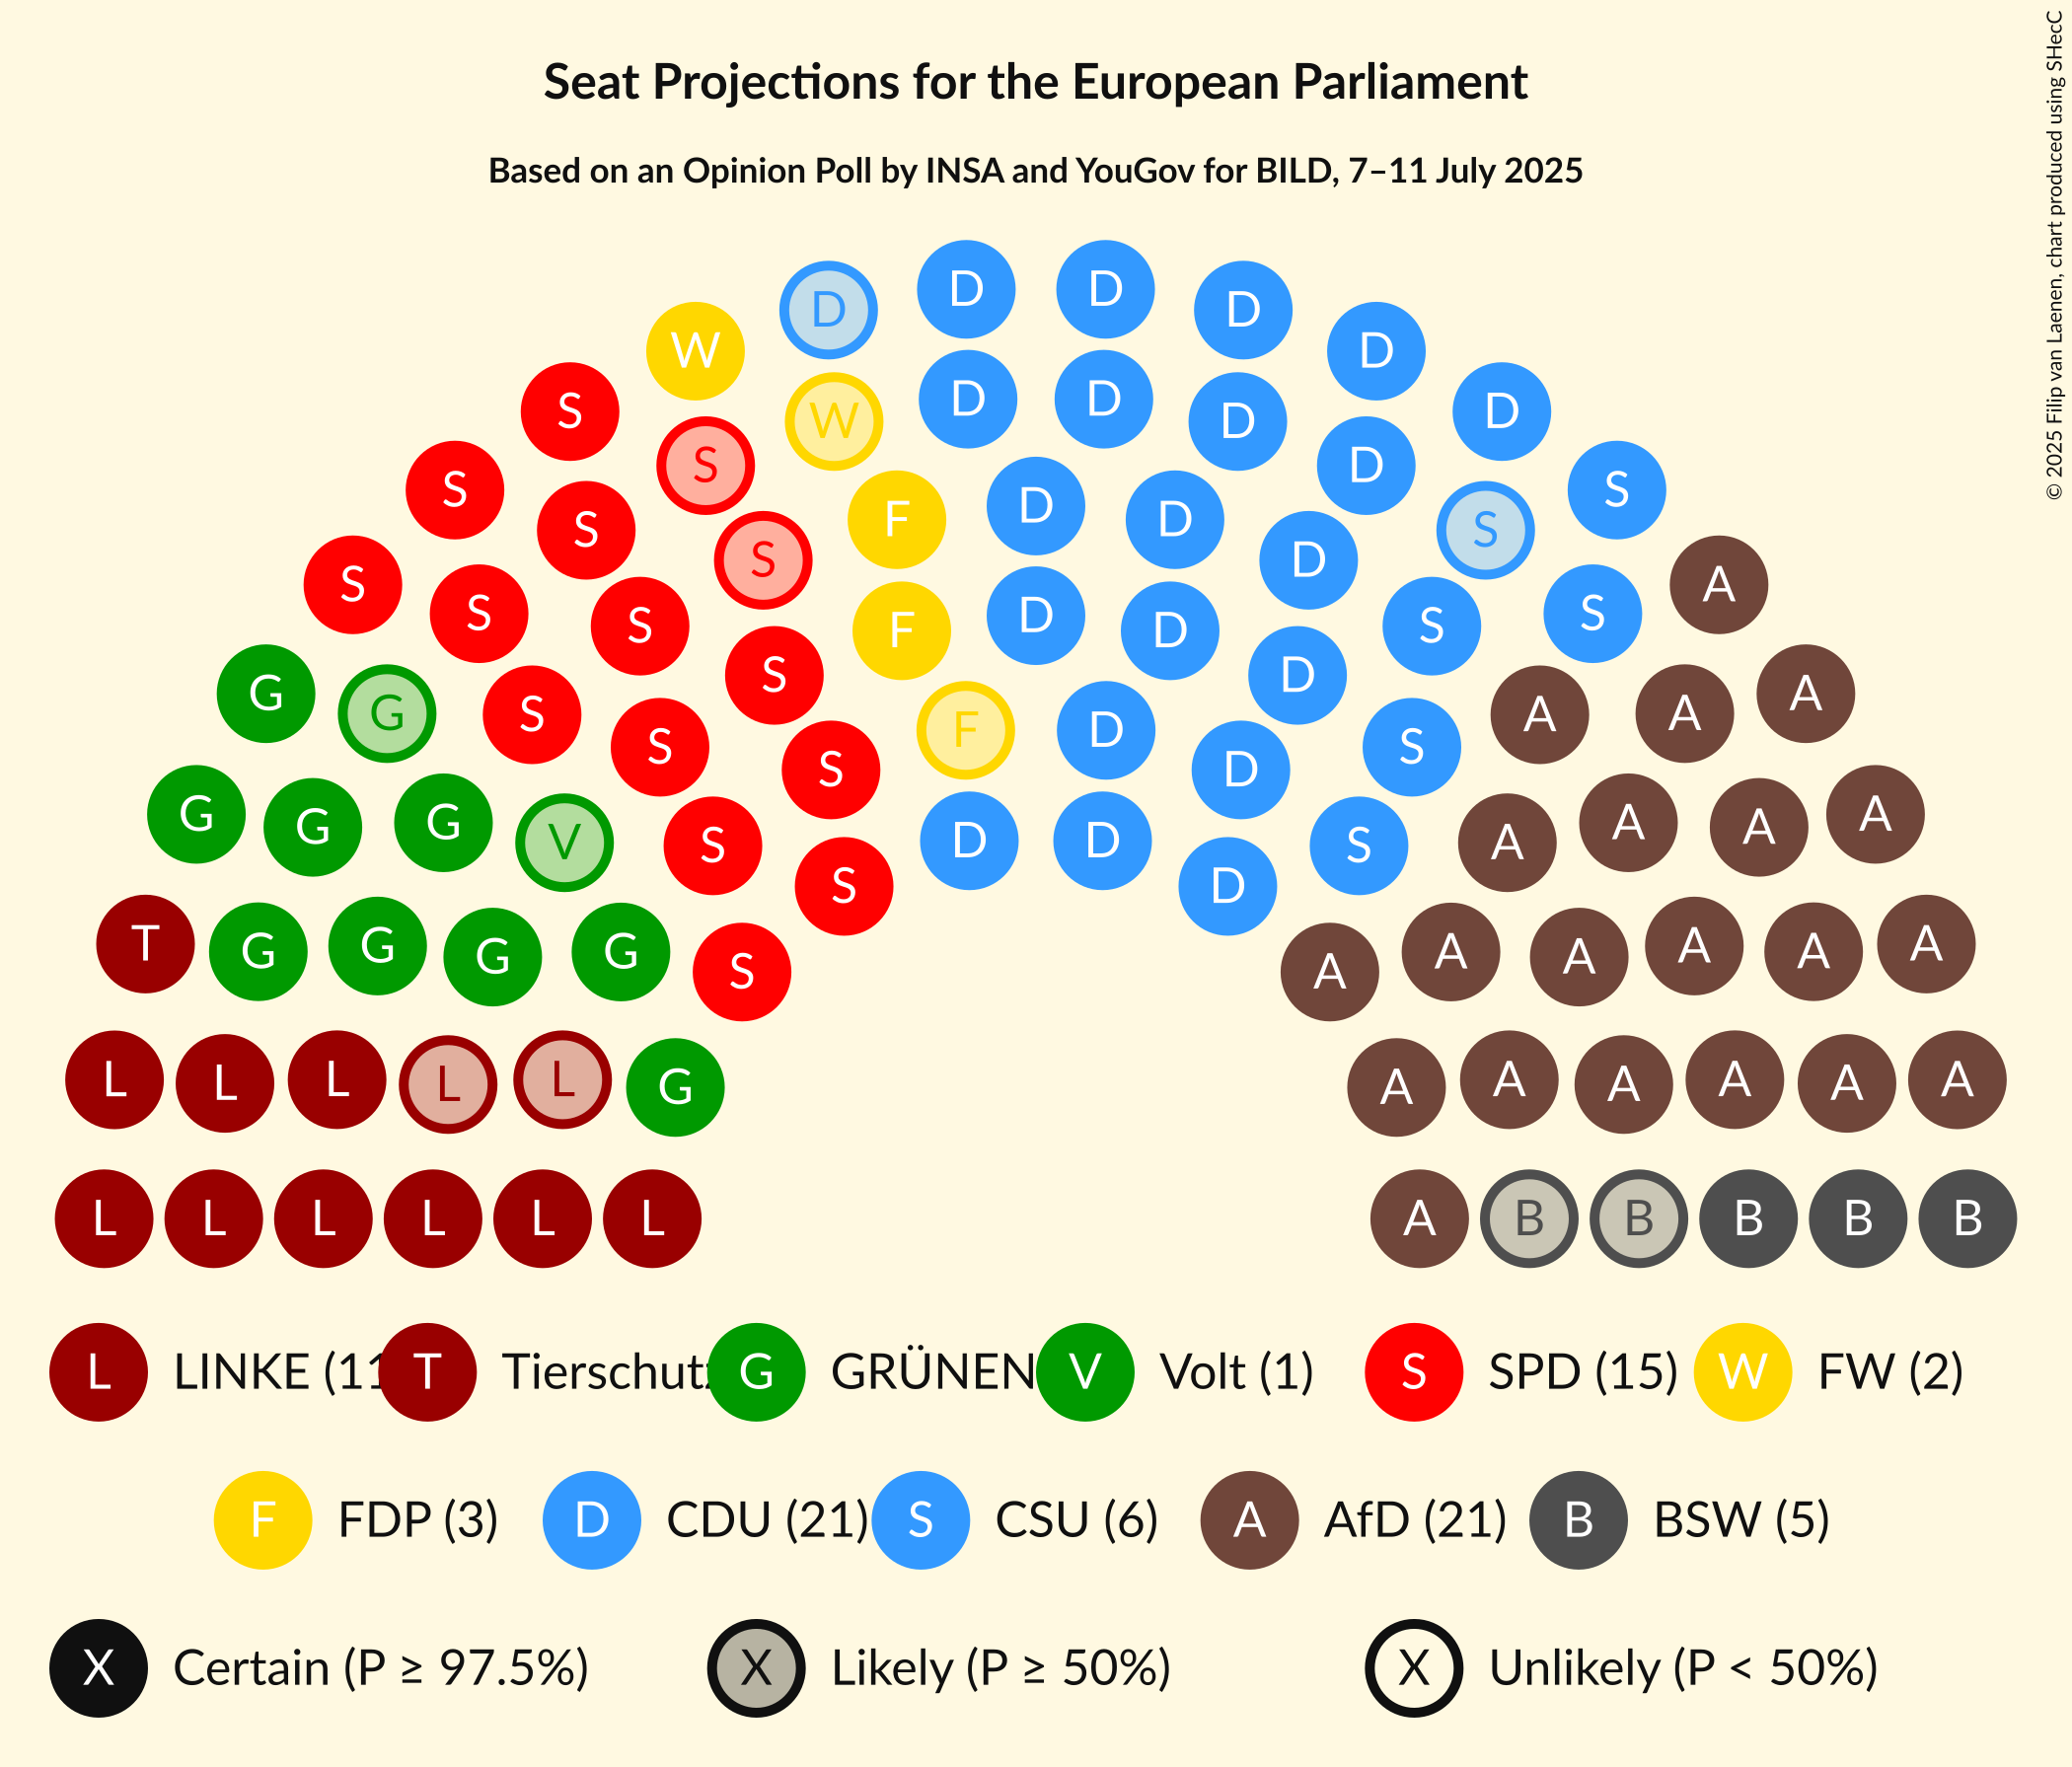 Seat Projections for the European Parliament
Based on an Opinion Poll by INSA and YouGov for BILD, 7–11 July 2025
© 2025 Filip van Laenen, chart produced using SHecC
D D D D
W D D
S W D D D D D
S S F D D D S S
S S S D S
S S S F D D D S S A
G G S S S F D D S A A A
G G G V S S D D D S A A A A
T G G G G S S D A A A A A A
L L L L L G A A A A A A
L L L L L L A B B B B B
L LINKE (11 T Tierschutz G GRÜNEN V Volt (1) S SPD (15) W FW (2)
F FDP (3) D CDU (21) S CSU (6) A AfD (21) B BSW (5)
X Certain (P ≥ 97.5%) X Likely (P ≥ 50%) X Unlikely (P < 50%)